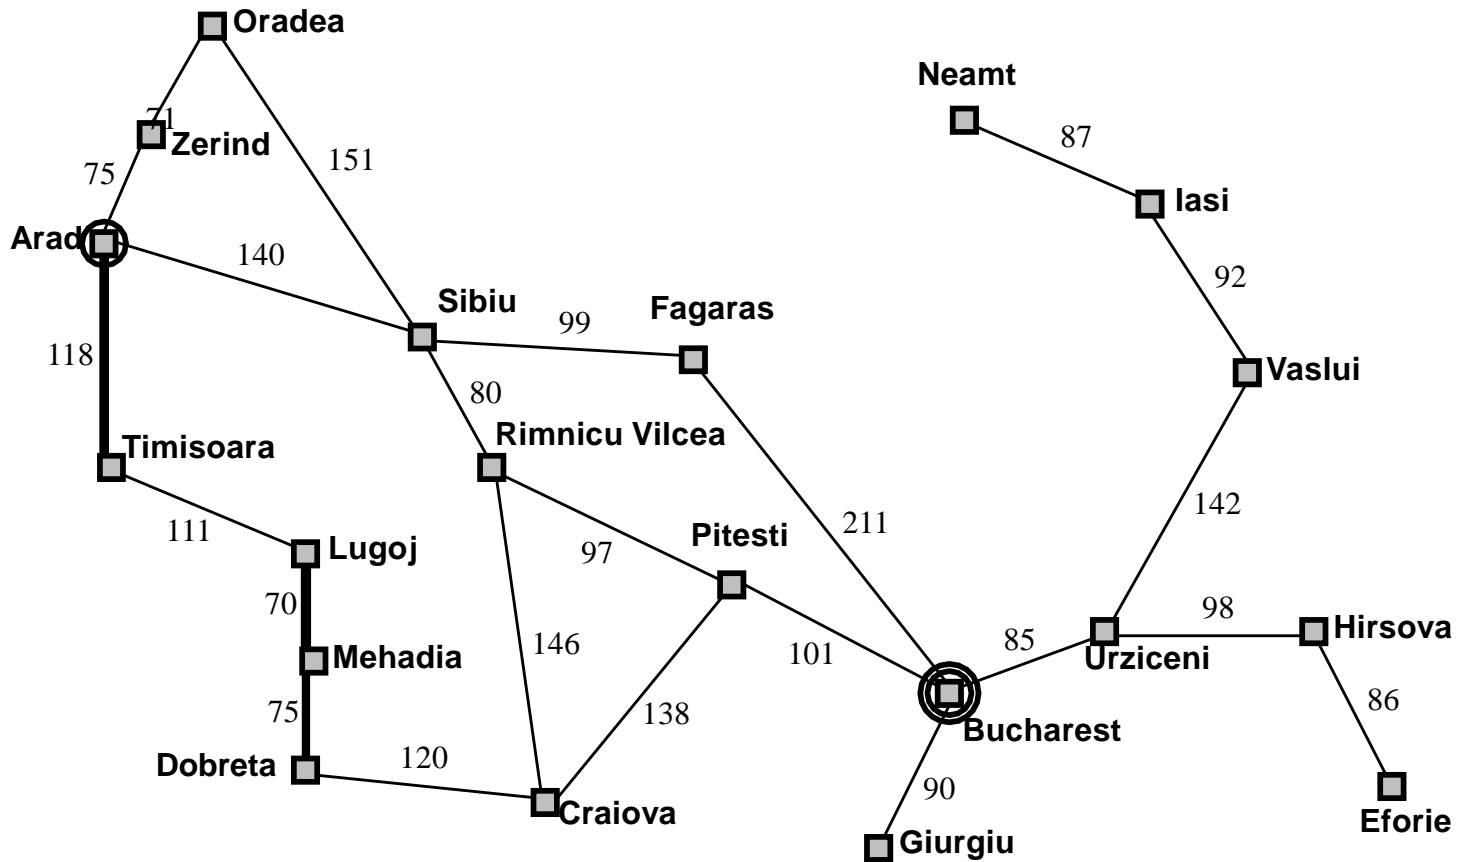 Oradea
Neamt
71
Zerind
87
75
151
Iasi
Arad
140
92
Sibiu
Fagaras
99
118
Vaslui
80
Rimnicu Vilcea
Timisoara
142
211
111
Pitesti
Lugoj
97
70
98
Hirsova
146
101
85
Urziceni
Mehadia
86
75
138
Bucharest
Dobreta
120
90
Craiova
Eforie
Giurgiu